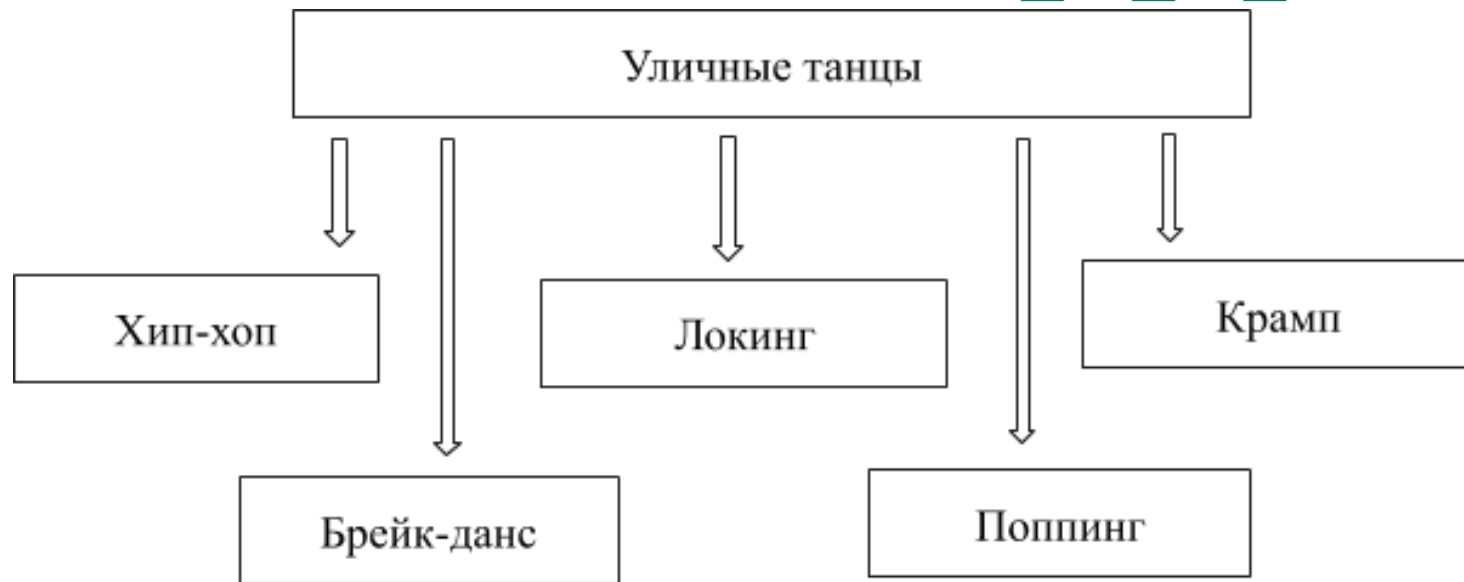 Уличные танцы
Хип-хоп
Локинг
Крамп
Брейк-данс
Поппинг